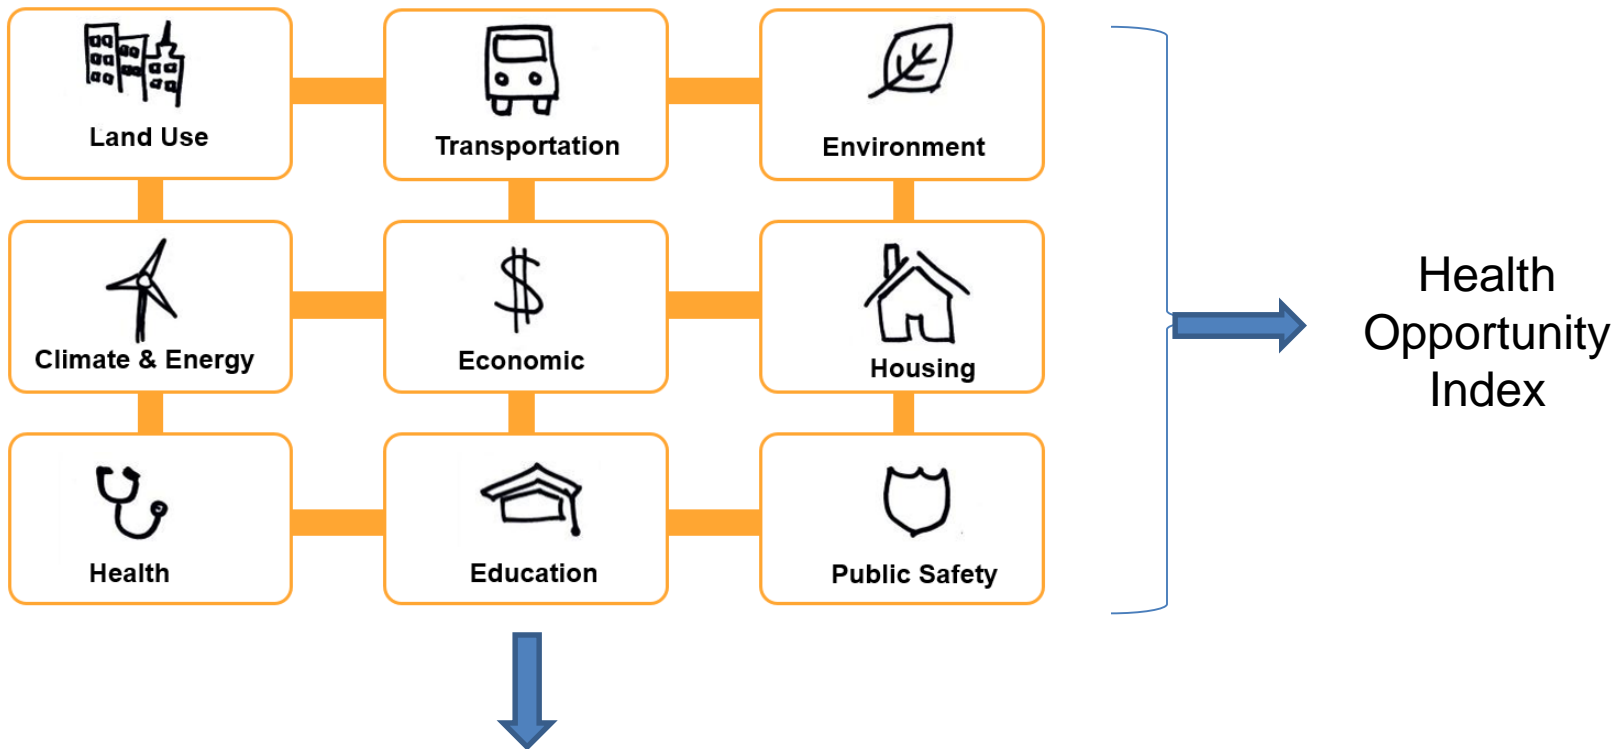 Land Use
Transportation
Environment
Climate & Energy
Economic
Housing
Health
Education
Public Safety
Health
Opportunity
Index